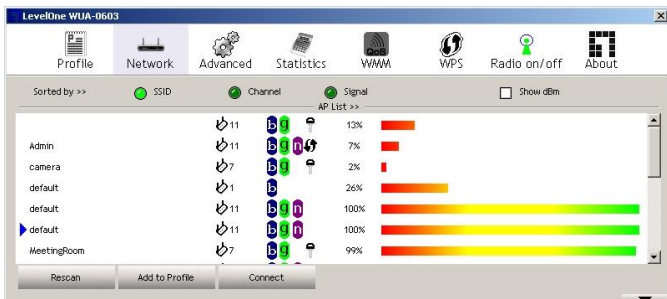 LevelOne WUA-0603
Profile Network Advanced Statistics QoS WMM WPS Radio on/off About
Sorted by >> SSID Channel Signal Show dBm
AP List >>
11 b g 13%
Admin 11 b g n 7%
camera 7 b g 2%
default 1 b 26%
default 11 b g n 100%
default 11 b g n 100%
MeetingRoom 7 b g 99%
Rescan Add to Profile Connect